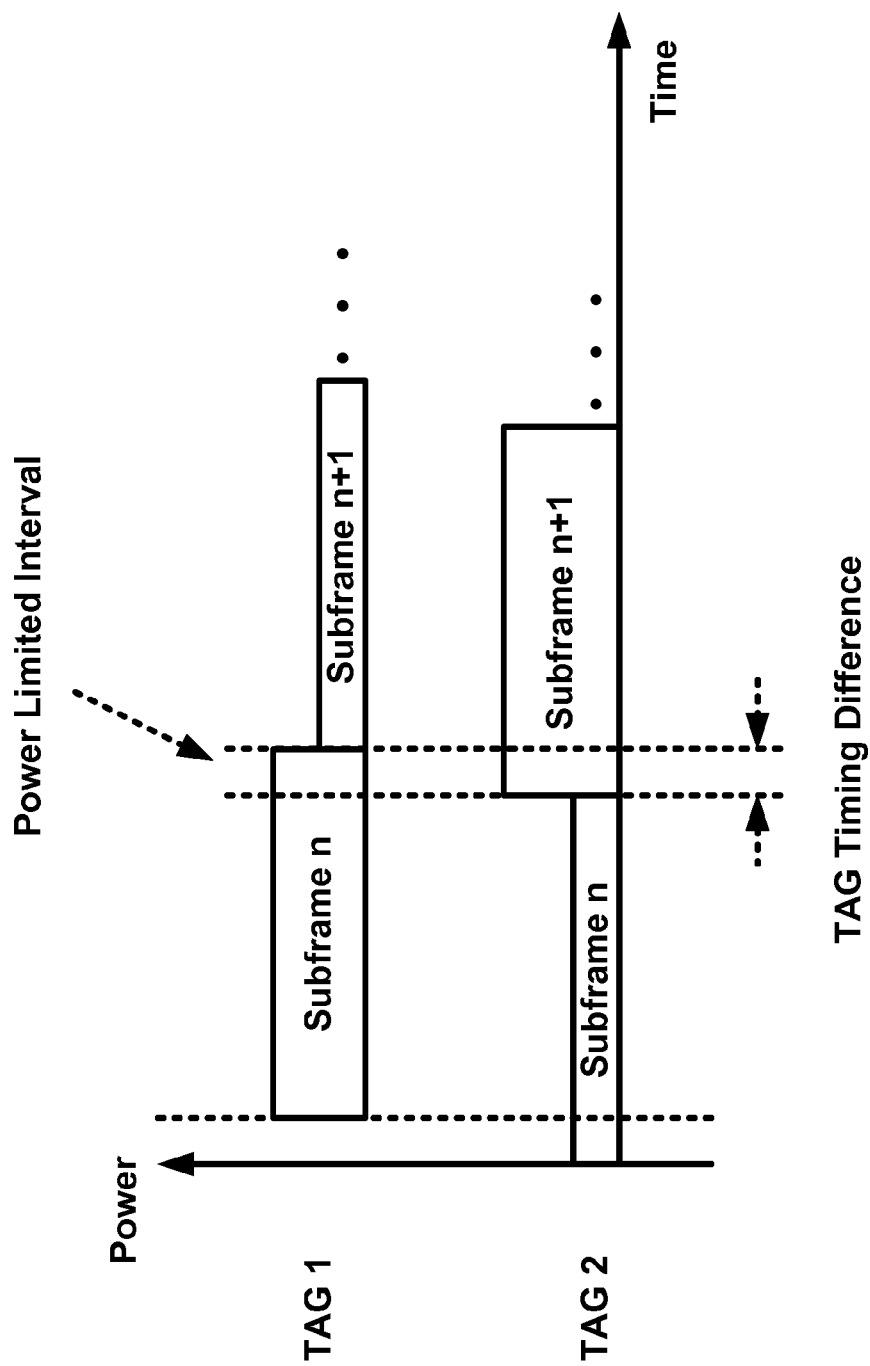 Power Limited Interval
Power
TAG 1
Subframe n
Subframe n+1
TAG 2
Subframe n
Subframe n+1
Time
TAG Timing Difference